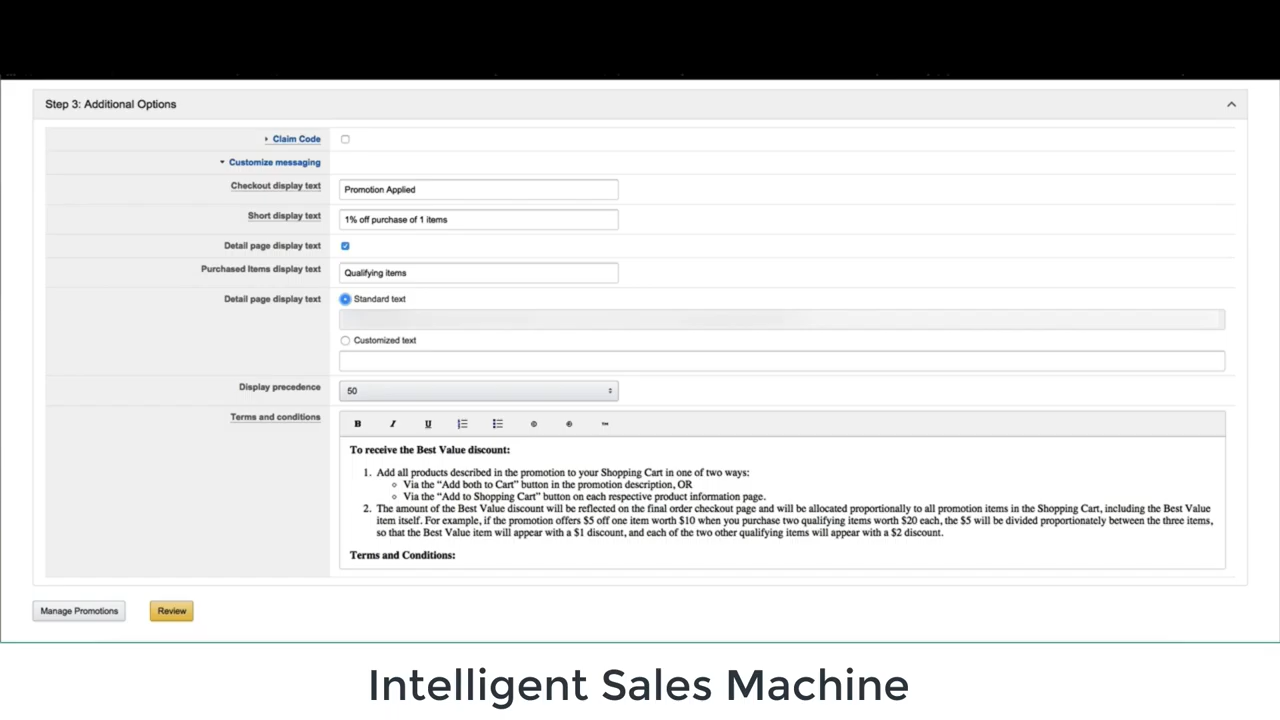 Step 3: Additional Options
Claim Code
Customize messaging
Checkout display text
Promotion Applied
Short display text
1% off purchase of 1 items
Detail page display text
Purchased Items display text
Qualifying items
Detail page display text
Standard text
Customized text
Display precedence
50
Terms and conditions
B I U
To receive the Best Value discount:
1. Add all products described in the promotion to your Shopping Cart in one of two ways:
Via the “Add both to Cart” button in the promotion description, OR
Via the “Add to Shopping Cart” button on each respective product information page.
2. The amount of the Best Value discount will be reflected on the final order checkout page and will be allocated proportionally to all promotion items in the Shopping Cart, including the Best Value
item itself. For example, if the promotion offers $5 off one item worth $10 when you purchase two qualifying items worth $20 each, the $5 will be divided proportionately between the three items,
so that the Best Value item will appear with a $1 discount, and each of the two other qualifying items will appear with a $2 discount.
Terms and Conditions:
Manage Promotions
Review
Intelligent Sales Machine